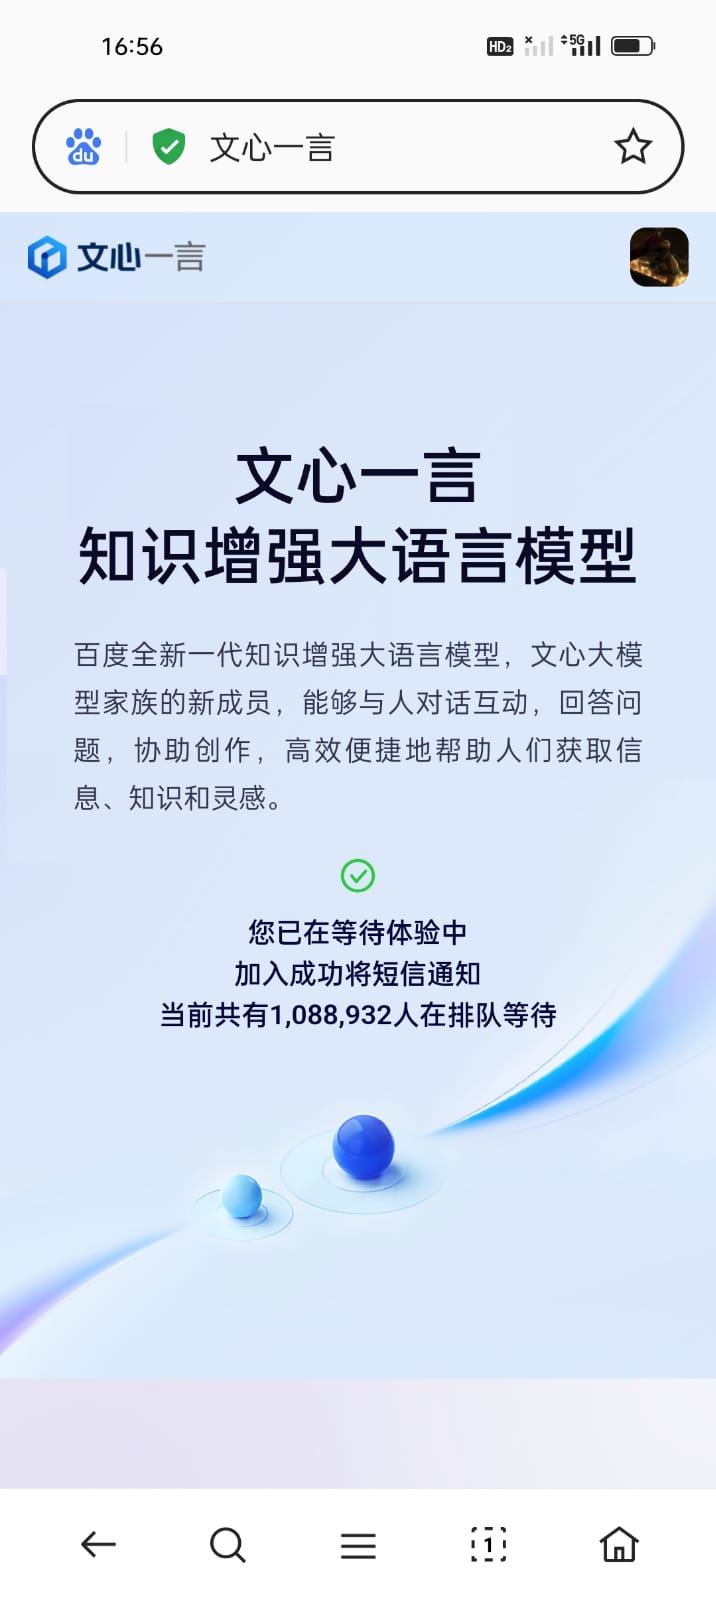 16:56
HD2
5G
du
文心一言
文心一言
文心一言
知识增强大语言模型
百度全新一代知识增强大语言模型，文心大模
型家族的新成员，能够与人对话互动，回答问
题，协助创作，高效便捷地帮助人们获取信
息、知识和灵感。
您已在等待体验中
加入成功将短信通知
当前共有1,088,932人在排队等待
1